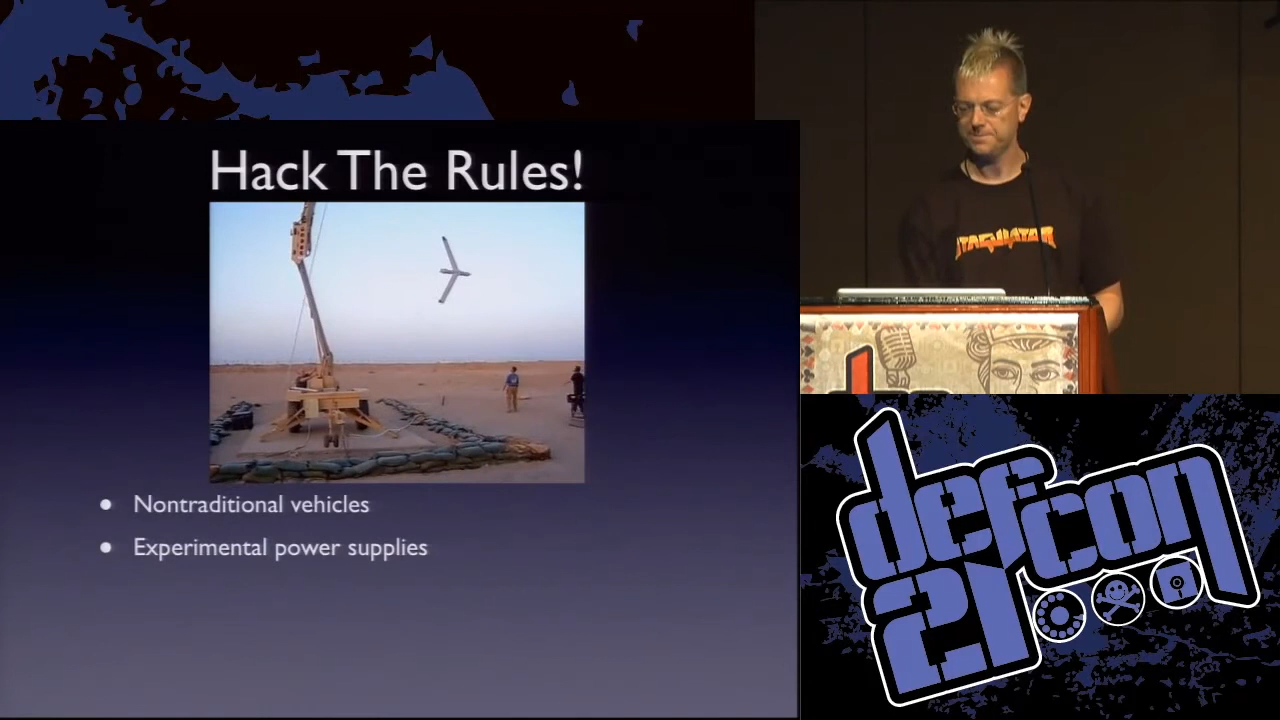 Hack The Rules!
Nontraditional vehicles
Experimental power supplies
defcon
21